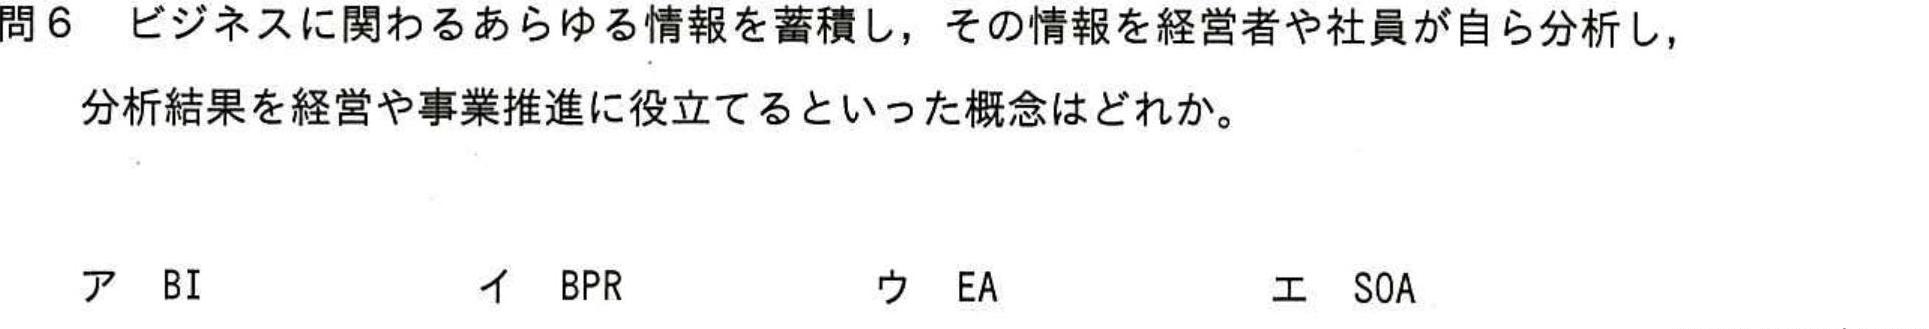 問６　ビジネスに関わるあらゆる情報を蓄積し，その情報を経営者や社員が自ら分析し，
分析結果を経営や事業推進に役立てるといった概念はどれか。
ア　BI　イ　BPR　ウ　EA　エ　SOA